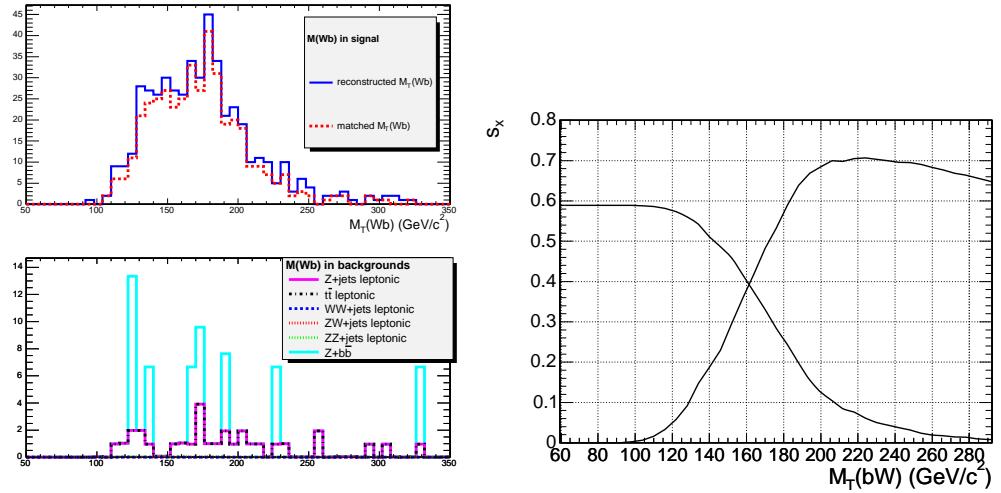 45
40
35
30
25
20
15
10
5
0
50 100 150 200 250 300 350
M_T(Wb) (GeV/c²)
M(Wb) in signal
reconstructed M_T(Wb)
matched M_T(Wb)
14
12
10
8
6
4
2
0
50 100 150 200 250 300 350
M(Wb) in backgrounds
Z+jets leptonic
tt̄ leptonic
WW+jets leptonic
ZW+jets leptonic
ZZ+jets leptonic
Z+bb̄
s_x
0.8
0.7
0.6
0.5
0.4
0.3
0.2
0.1
0
60 80 100 120 140 160 180 200 220 240 260 280
M_T(bW) (GeV/c²)